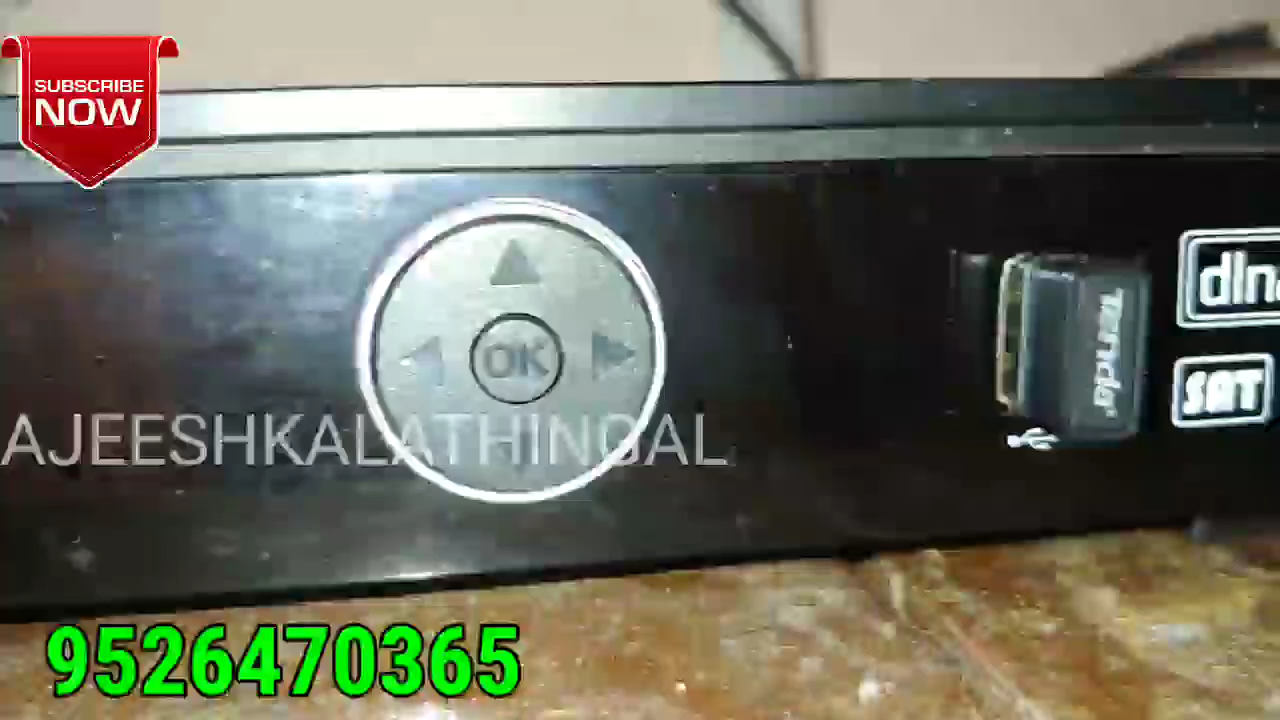 SUBSCRIBE
NOW
OK
Tenda
dln
SAT
AJEESHKALATHINGAL
9526470365